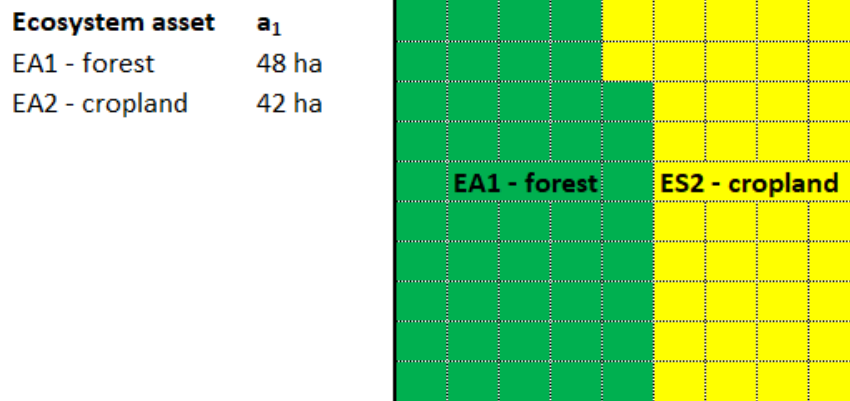 Ecosystem asset a₁
EA1 - forest 48 ha
EA2 - cropland 42 ha
EA1 - forest ES2 - cropland